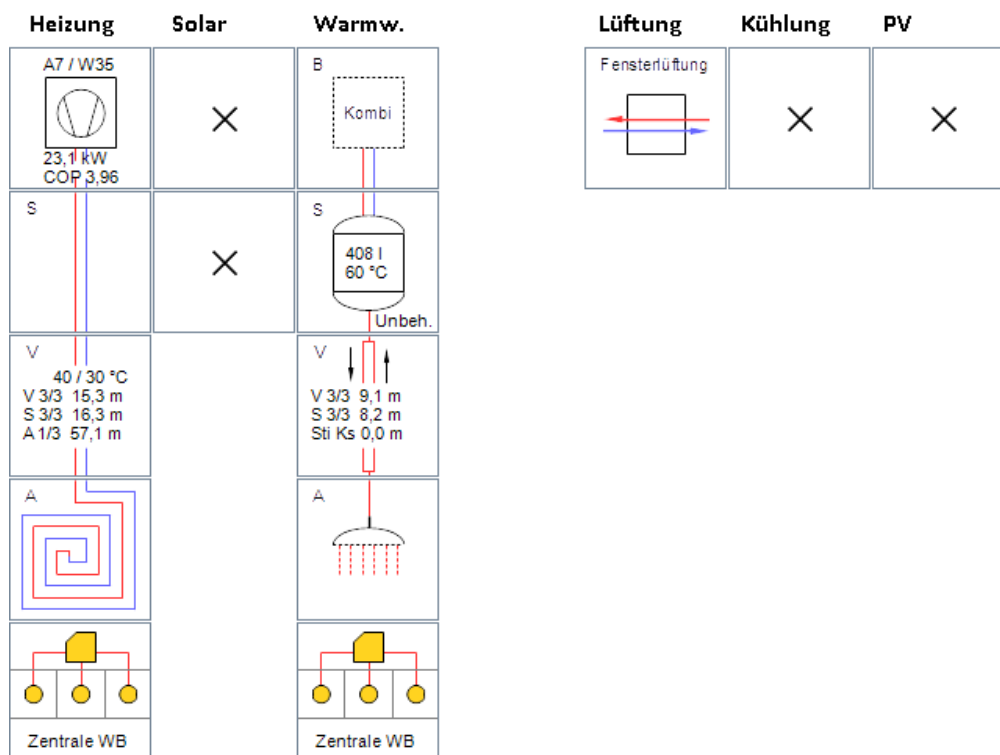 Heizung Solar Warmw. Lüftung Kühlung PV
A7 / W35
23,1 kW
COP 3,96
B
Kombi
Fensterlüftung
S
S
408 l
60 °C
Unbeh.
V
40 / 30 °C
V 3/3 15,3 m
S 3/3 16,3 m
A 1/3 57,1 m
V
V 3/3 9,1 m
S 3/3 8,2 m
Sti Ks 0,0 m
A
A
Zentrale WB
Zentrale WB